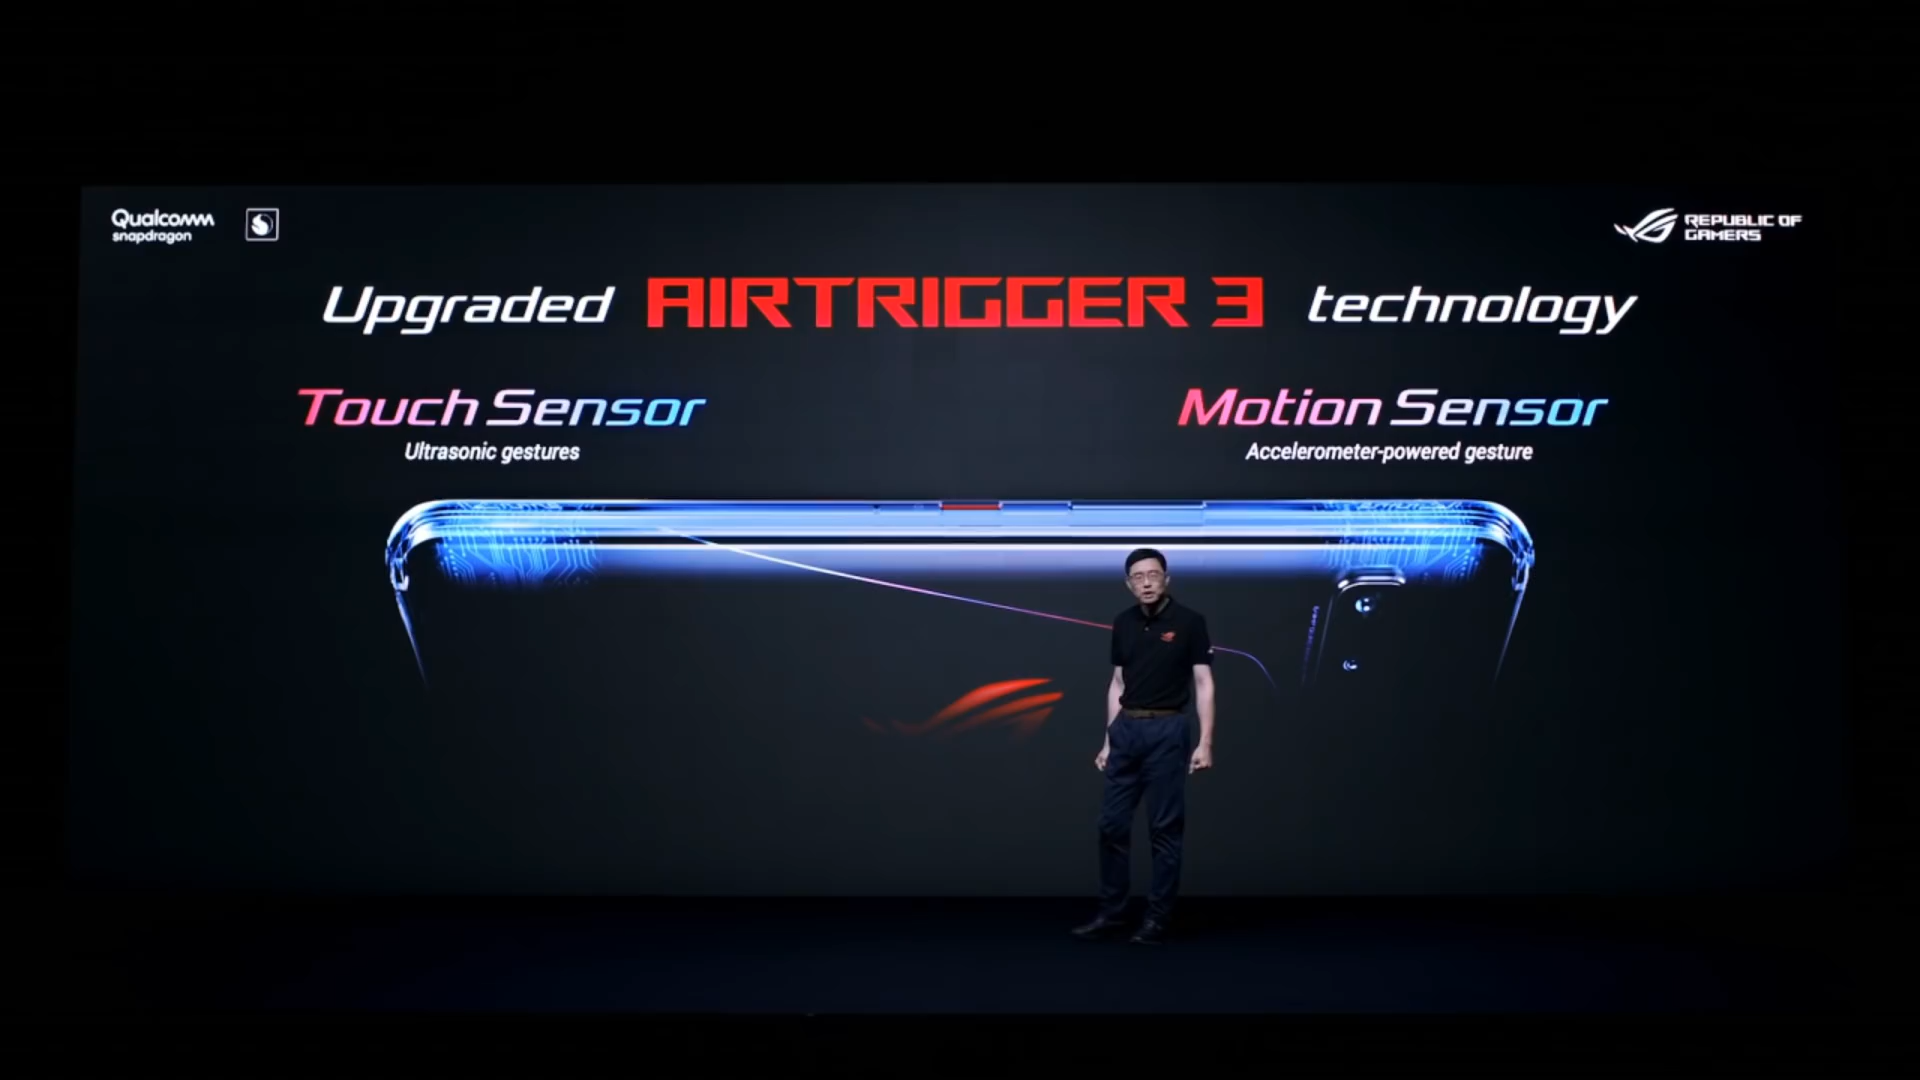 Qualcomm
snapdragon
REPUBLIC OF
GAMERS
Upgraded AIRTRIGGER 3 technology
Touch Sensor
Motion Sensor
Ultrasonic gestures
Accelerometer-powered gesture